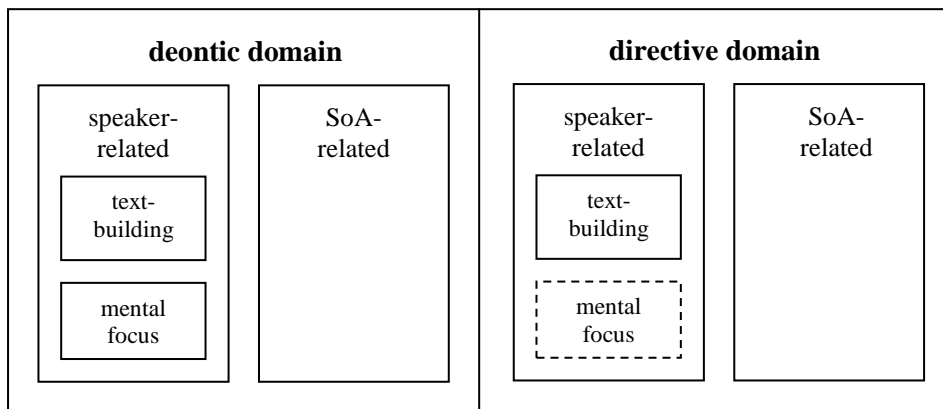 deontic domain
speaker-
related
text-
building
mental
focus
SoA-
related
directive domain
speaker-
related
text-
building
mental
focus
SoA-
related